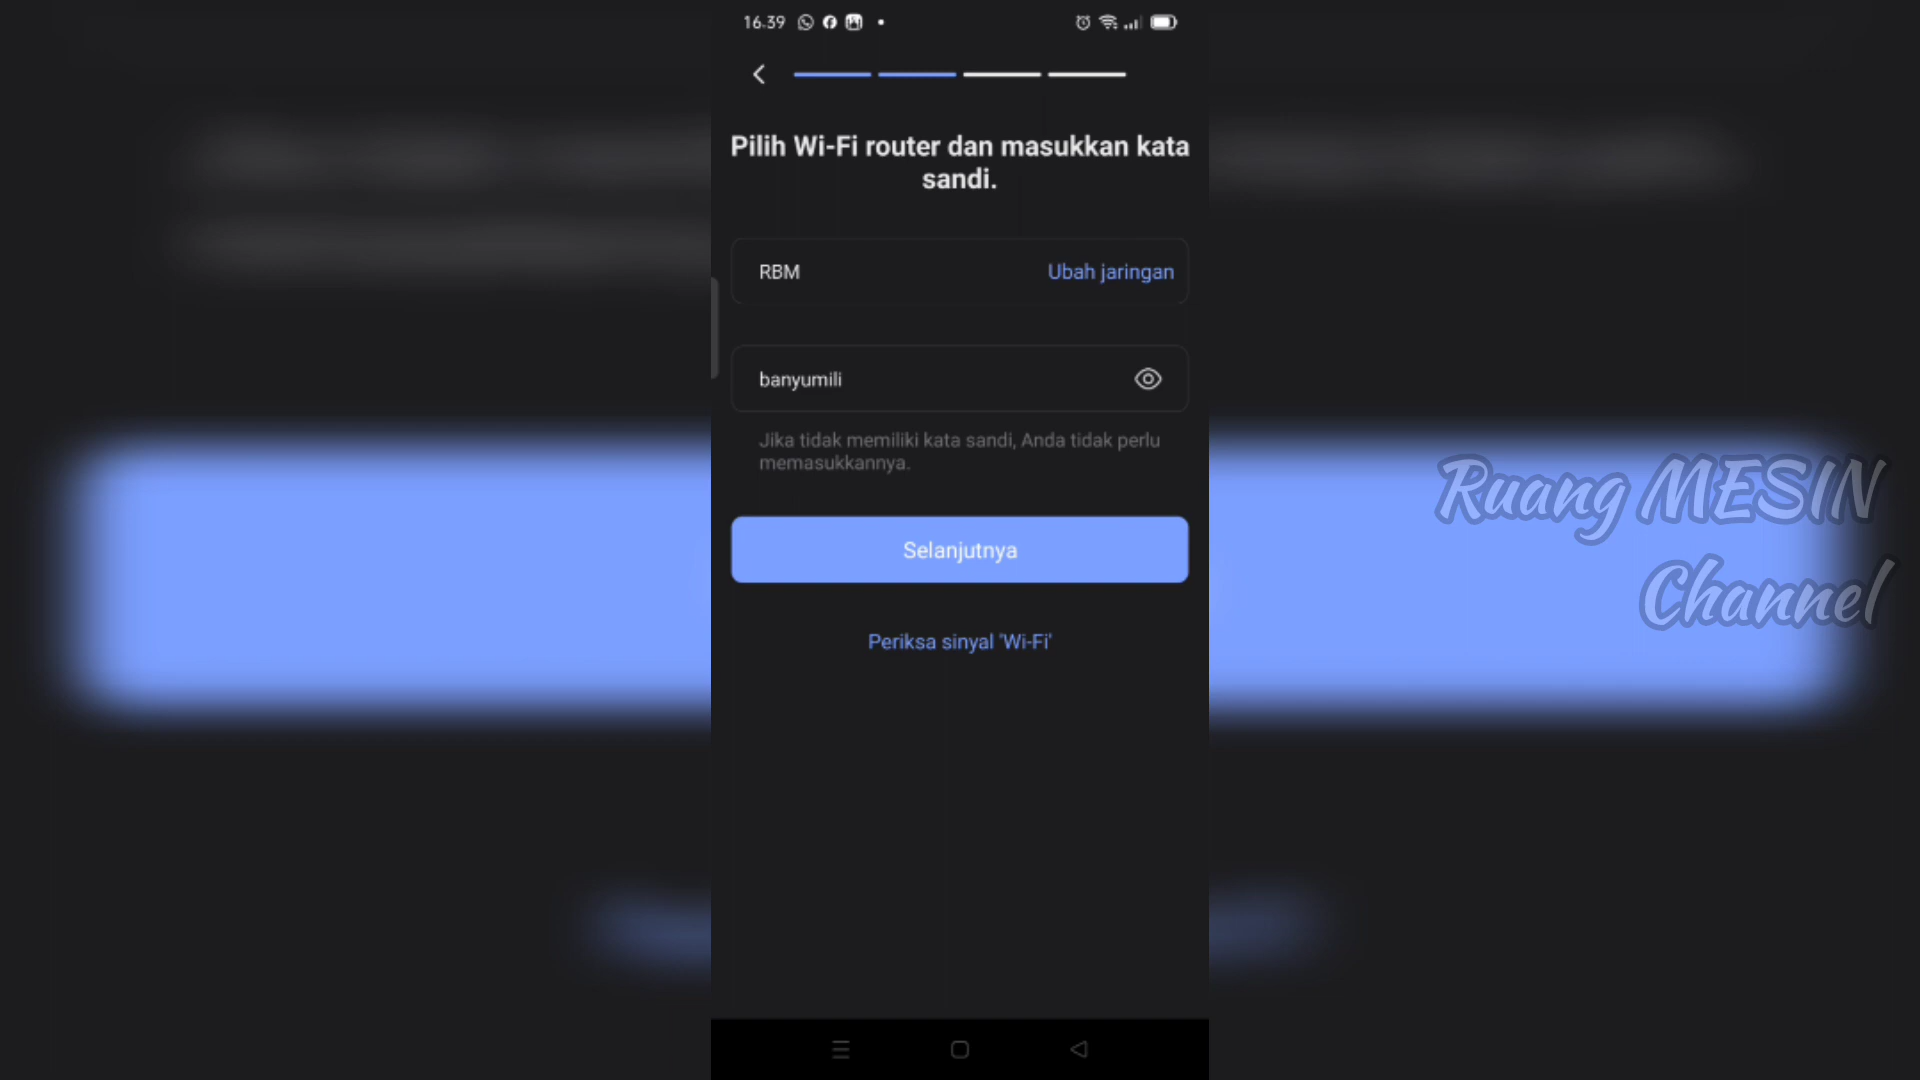 16.39
Pilih Wi-Fi router dan masukkan kata
sandi.
RBM
Ubah jaringan
banyumili
Jika tidak memiliki kata sandi, Anda tidak perlu
memasukkannya.
Selanjutnya
Periksa sinyal 'Wi-Fi'
Ruang MESIN
Channel